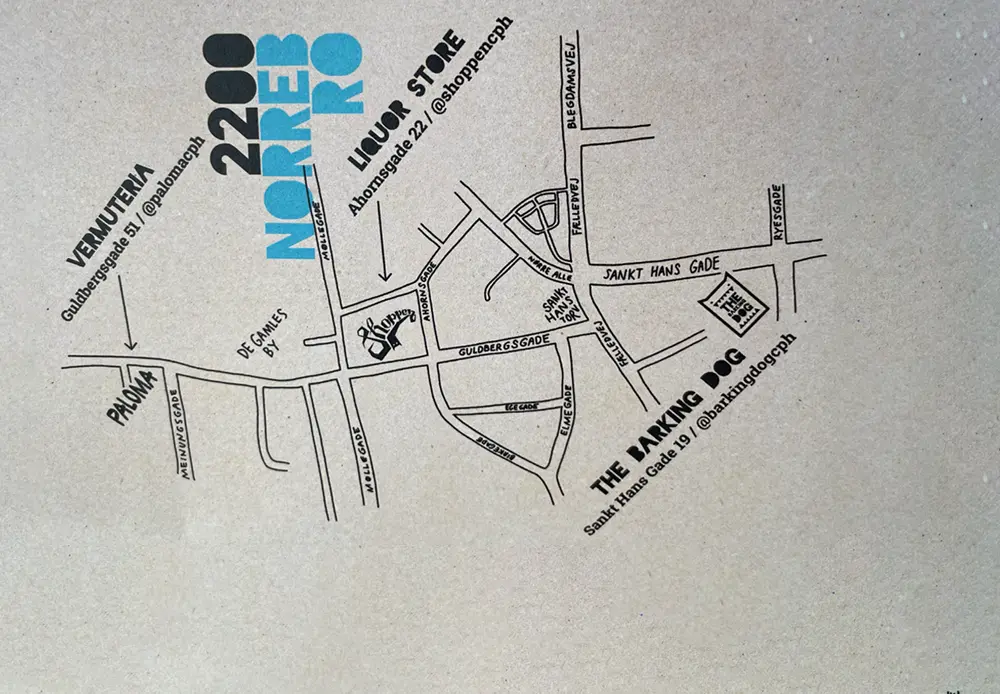 2200
NORREB
RO
LIQUOR STORE
Ahornsgade 22 / @shoppencph
VERMUTERIA
Guldbergsgade 51 / @palomacph
BLEGDAMSVEJ
FÆLLEDVEJ
RYESGADE
MØLLEGADE
NØRRE ALLE
SANKT HANS GADE
AHORNSGADE
SANKT
HANS
TORV
THE
BARKING
DOG
Shoppen
DE GAMLES
BY
GULDBERGSGADE
FÆLLEDVEJ
PALOMA
MEINUNGSGADE
MØLLEGADE
EGEGADE
ELMEGADE
BIRKEGADE
THE BARKING DOG
Sankt Hans Gade 19 / @barkingdogcph